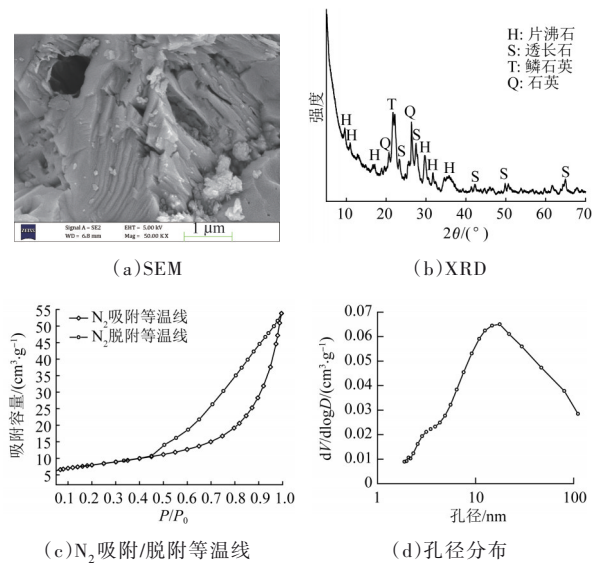 ZEISS
Signal A = SE2
EHT = 5.00 kV
WD = 6.8 mm
Mag = 50.00 K X
1 μm
(a)SEM
强度
H: 片沸石
S: 透长石
T: 鳞石英
Q: 石英
H
H
H
Q
T
S
Q
S
H
H
H
S
S
S
10 20 30 40 50 60 70
2θ/(°)
(b)XRD
吸附容量/(cm³·g⁻¹)
55
50
45
40
35
30
25
20
15
10
5
N₂吸附等温线
N₂脱附等温线
0.1 0.2 0.3 0.4 0.5 0.6 0.7 0.8 0.9 1.0
P/P₀
(c)N₂吸附/脱附等温线
dV/dlogD/(cm³·g⁻¹)
0.07
0.06
0.05
0.04
0.03
0.02
0.01
0
1 10 100
孔径/nm
(d)孔径分布